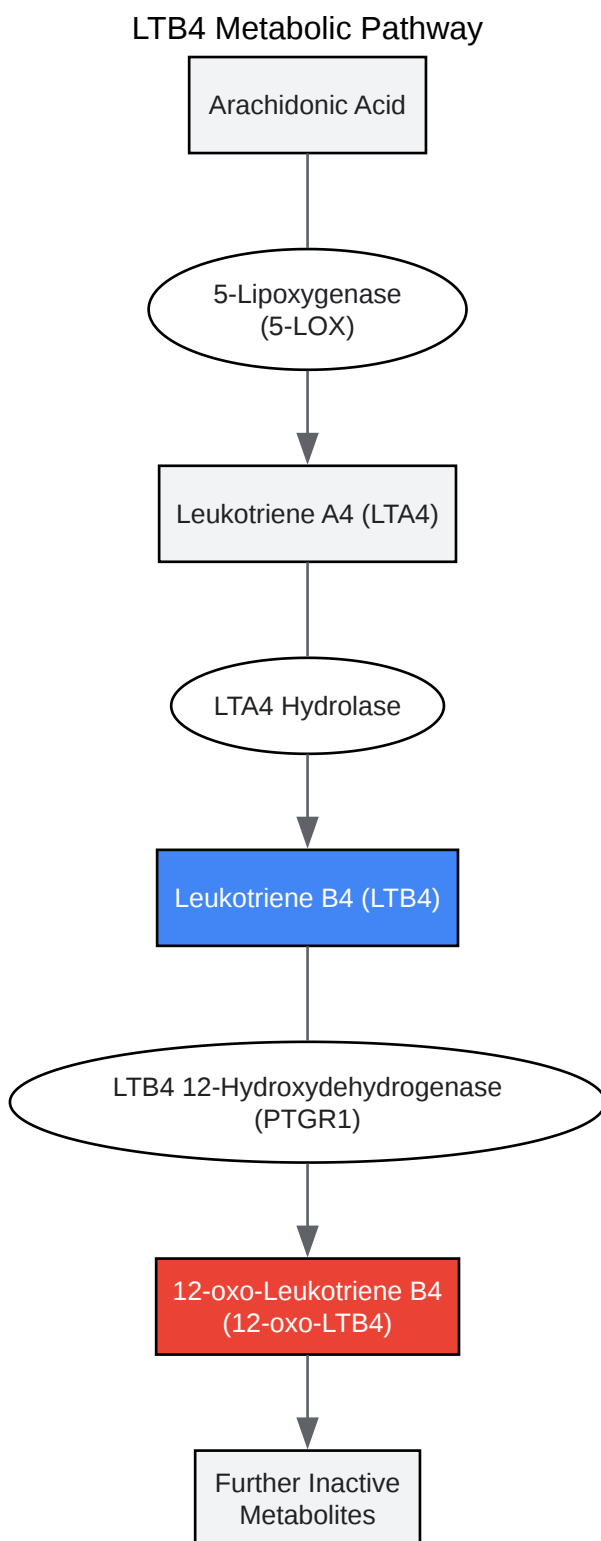 LTB4 Metabolic Pathway
Arachidonic Acid
5-Lipoxygenase
(5-LOX)
Leukotriene A4 (LTA4)
LTA4 Hydrolase
Leukotriene B4 (LTB4)
LTB4 12-Hydroxydehydrogenase
(PTGR1)
12-oxo-Leukotriene B4
(12-oxo-LTB4)
Further Inactive
Metabolites